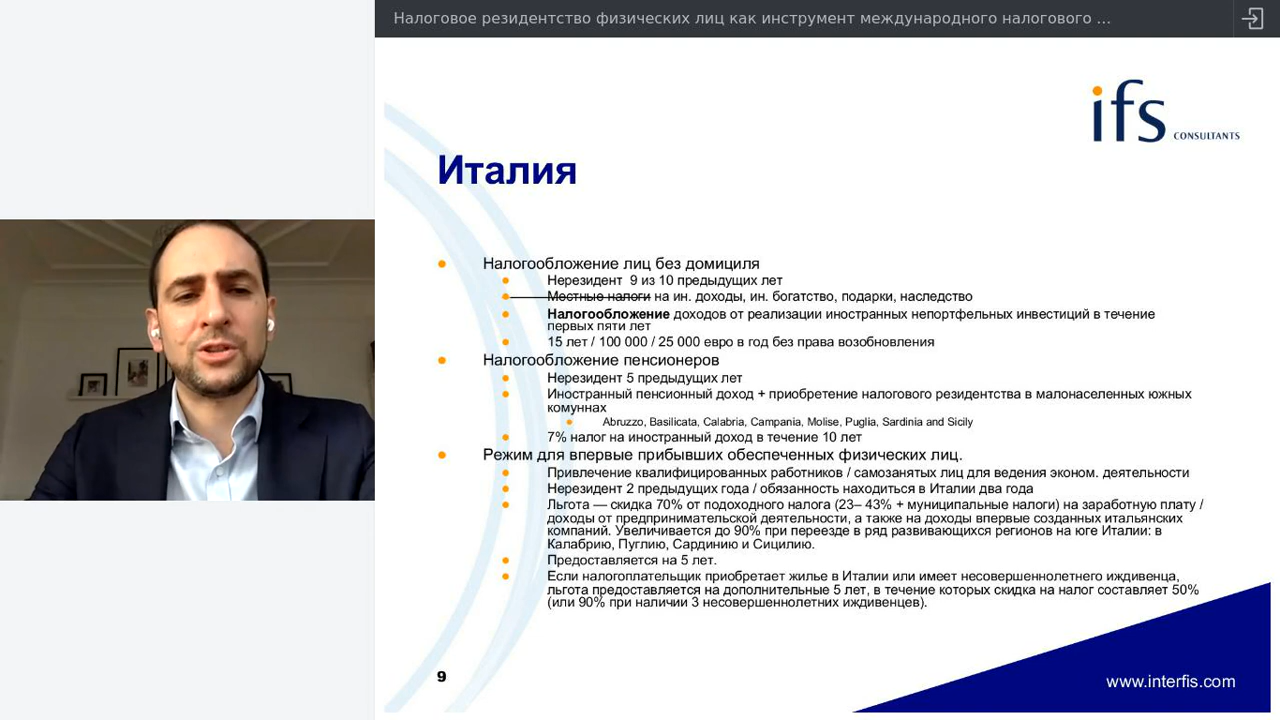 Налоговое резидентство физических лиц как инструмент международного налогового ...
ifs CONSULTANTS
Италия
Налогообложение лиц без домициля
Нерезидент 9 из 10 предыдущих лет
Местные налоги на ин. доходы, ин. богатство, подарки, наследство
Налогообложение доходов от реализации иностранных непортфельных инвестиций в течение
первых пяти лет
15 лет / 100 000 / 25 000 евро в год без права возобновления
Налогообложение пенсионеров
Нерезидент 5 предыдущих лет
Иностранный пенсионный доход + приобретение налогового резидентства в малонаселенных южных
комуннах
Abruzzo, Basilicata, Calabria, Campania, Molise, Puglia, Sardinia and Sicily
7% налог на иностранный доход в течение 10 лет
Режим для впервые прибывших обеспеченных физических лиц.
Привлечение квалифицированных работников / самозанятых лиц для ведения эконом. деятельности
Нерезидент 2 предыдущих года / обязанность находиться в Италии два года
Льгота — скидка 70% от подоходного налога (23– 43% + муниципальные налоги) на заработную плату /
доходы от предпринимательской деятельности, а также на доходы впервые созданных итальянских
компаний. Увеличивается до 90% при переезде в ряд развивающихся регионов на юге Италии: в
Калабрию, Пуглию, Сардинию и Сицилию.
Предоставляется на 5 лет.
Если налогоплательщик приобретает жилье в Италии или имеет несовершеннолетнего иждивенца,
льгота предоставляется на дополнительные 5 лет, в течение которых скидка на налог составляет 50%
(или 90% при наличии 3 несовершеннолетних иждивенцев).
9
www.interfis.com